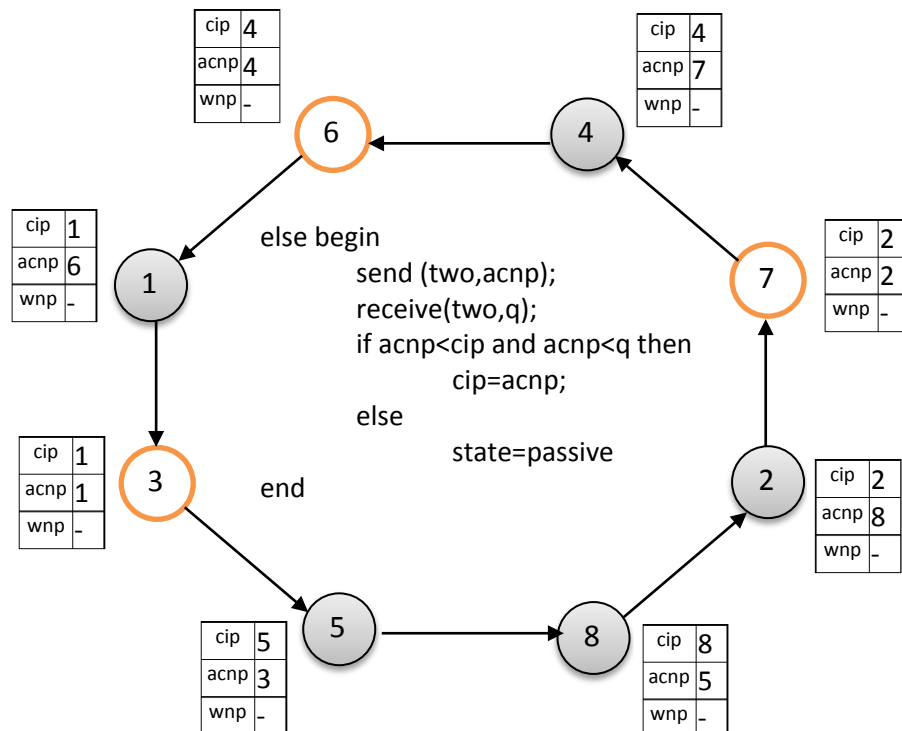 cip 4
acnp 4
wnp -
cip 4
acnp 7
wnp -
6
4
cip 1
acnp 6
wnp -
1
cip 2
acnp 2
wnp -
7
else begin
send (two,acnp);
receive(two,q);
if acnp<cip and acnp<q then
cip=acnp;
else
state=passive
end
cip 1
acnp 1
wnp -
3
2
cip 2
acnp 8
wnp -
5
8
cip 5
acnp 3
wnp -
cip 8
acnp 5
wnp -